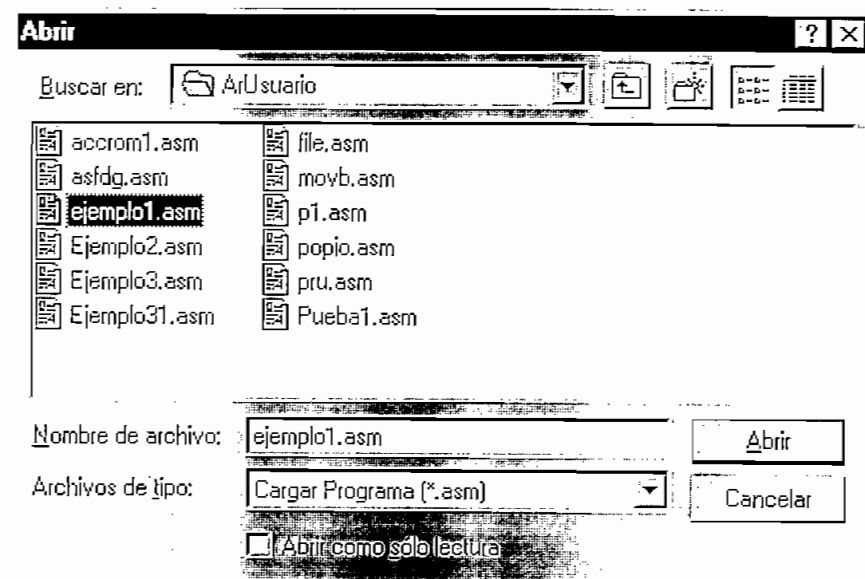 Abrir
Buscar en: ArUsuario
accrom1.asm
asfdg.asm
ejemplo1.asm
Ejemplo2.asm
Ejemplo3.asm
Ejemplo31.asm
file.asm
movb.asm
p1.asm
popjo.asm
pru.asm
Pueba1.asm
Nombre de archivo: ejemplo1.asm Abrir
Archivos de tipo: Cargar Programa (*.asm) Cancelar
Abrir como sólo lectura